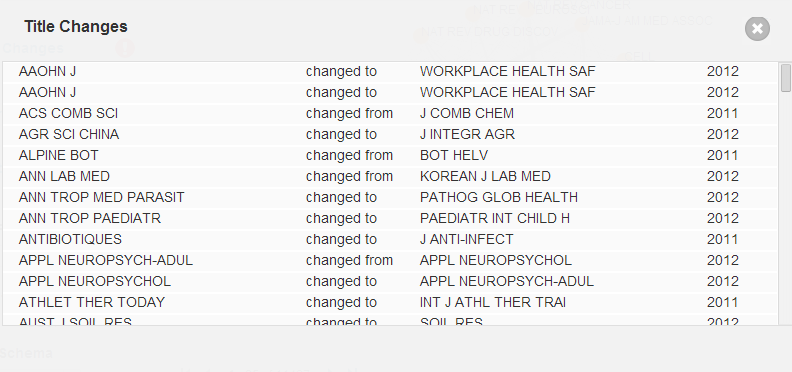 Title Changes
AAOHN J changed to WORKPLACE HEALTH SAF 2012
AAOHN J changed to WORKPLACE HEALTH SAF 2012
ACS COMB SCI changed from J COMB CHEM 2011
AGR SCI CHINA changed to J INTEGR AGR 2012
ALPINE BOT changed from BOT HELV 2011
ANN LAB MED changed from KOREAN J LAB MED 2012
ANN TROP MED PARASIT changed to PATHOG GLOB HEALTH 2012
ANN TROP PAEDIATR changed to PAEDIATR INT CHILD H 2012
ANTIBIOTIQUES changed to J ANTI-INFECT 2011
APPL NEUROPSYCH-ADUL changed from APPL NEUROPSYCHOL 2012
APPL NEUROPSYCHOL changed to APPL NEUROPSYCH-ADUL 2012
ATHLET THER TODAY changed to INT J ATHL THER TRAI 2011
AUST J SOIL RES changed to SOIL RES 2012
Schema